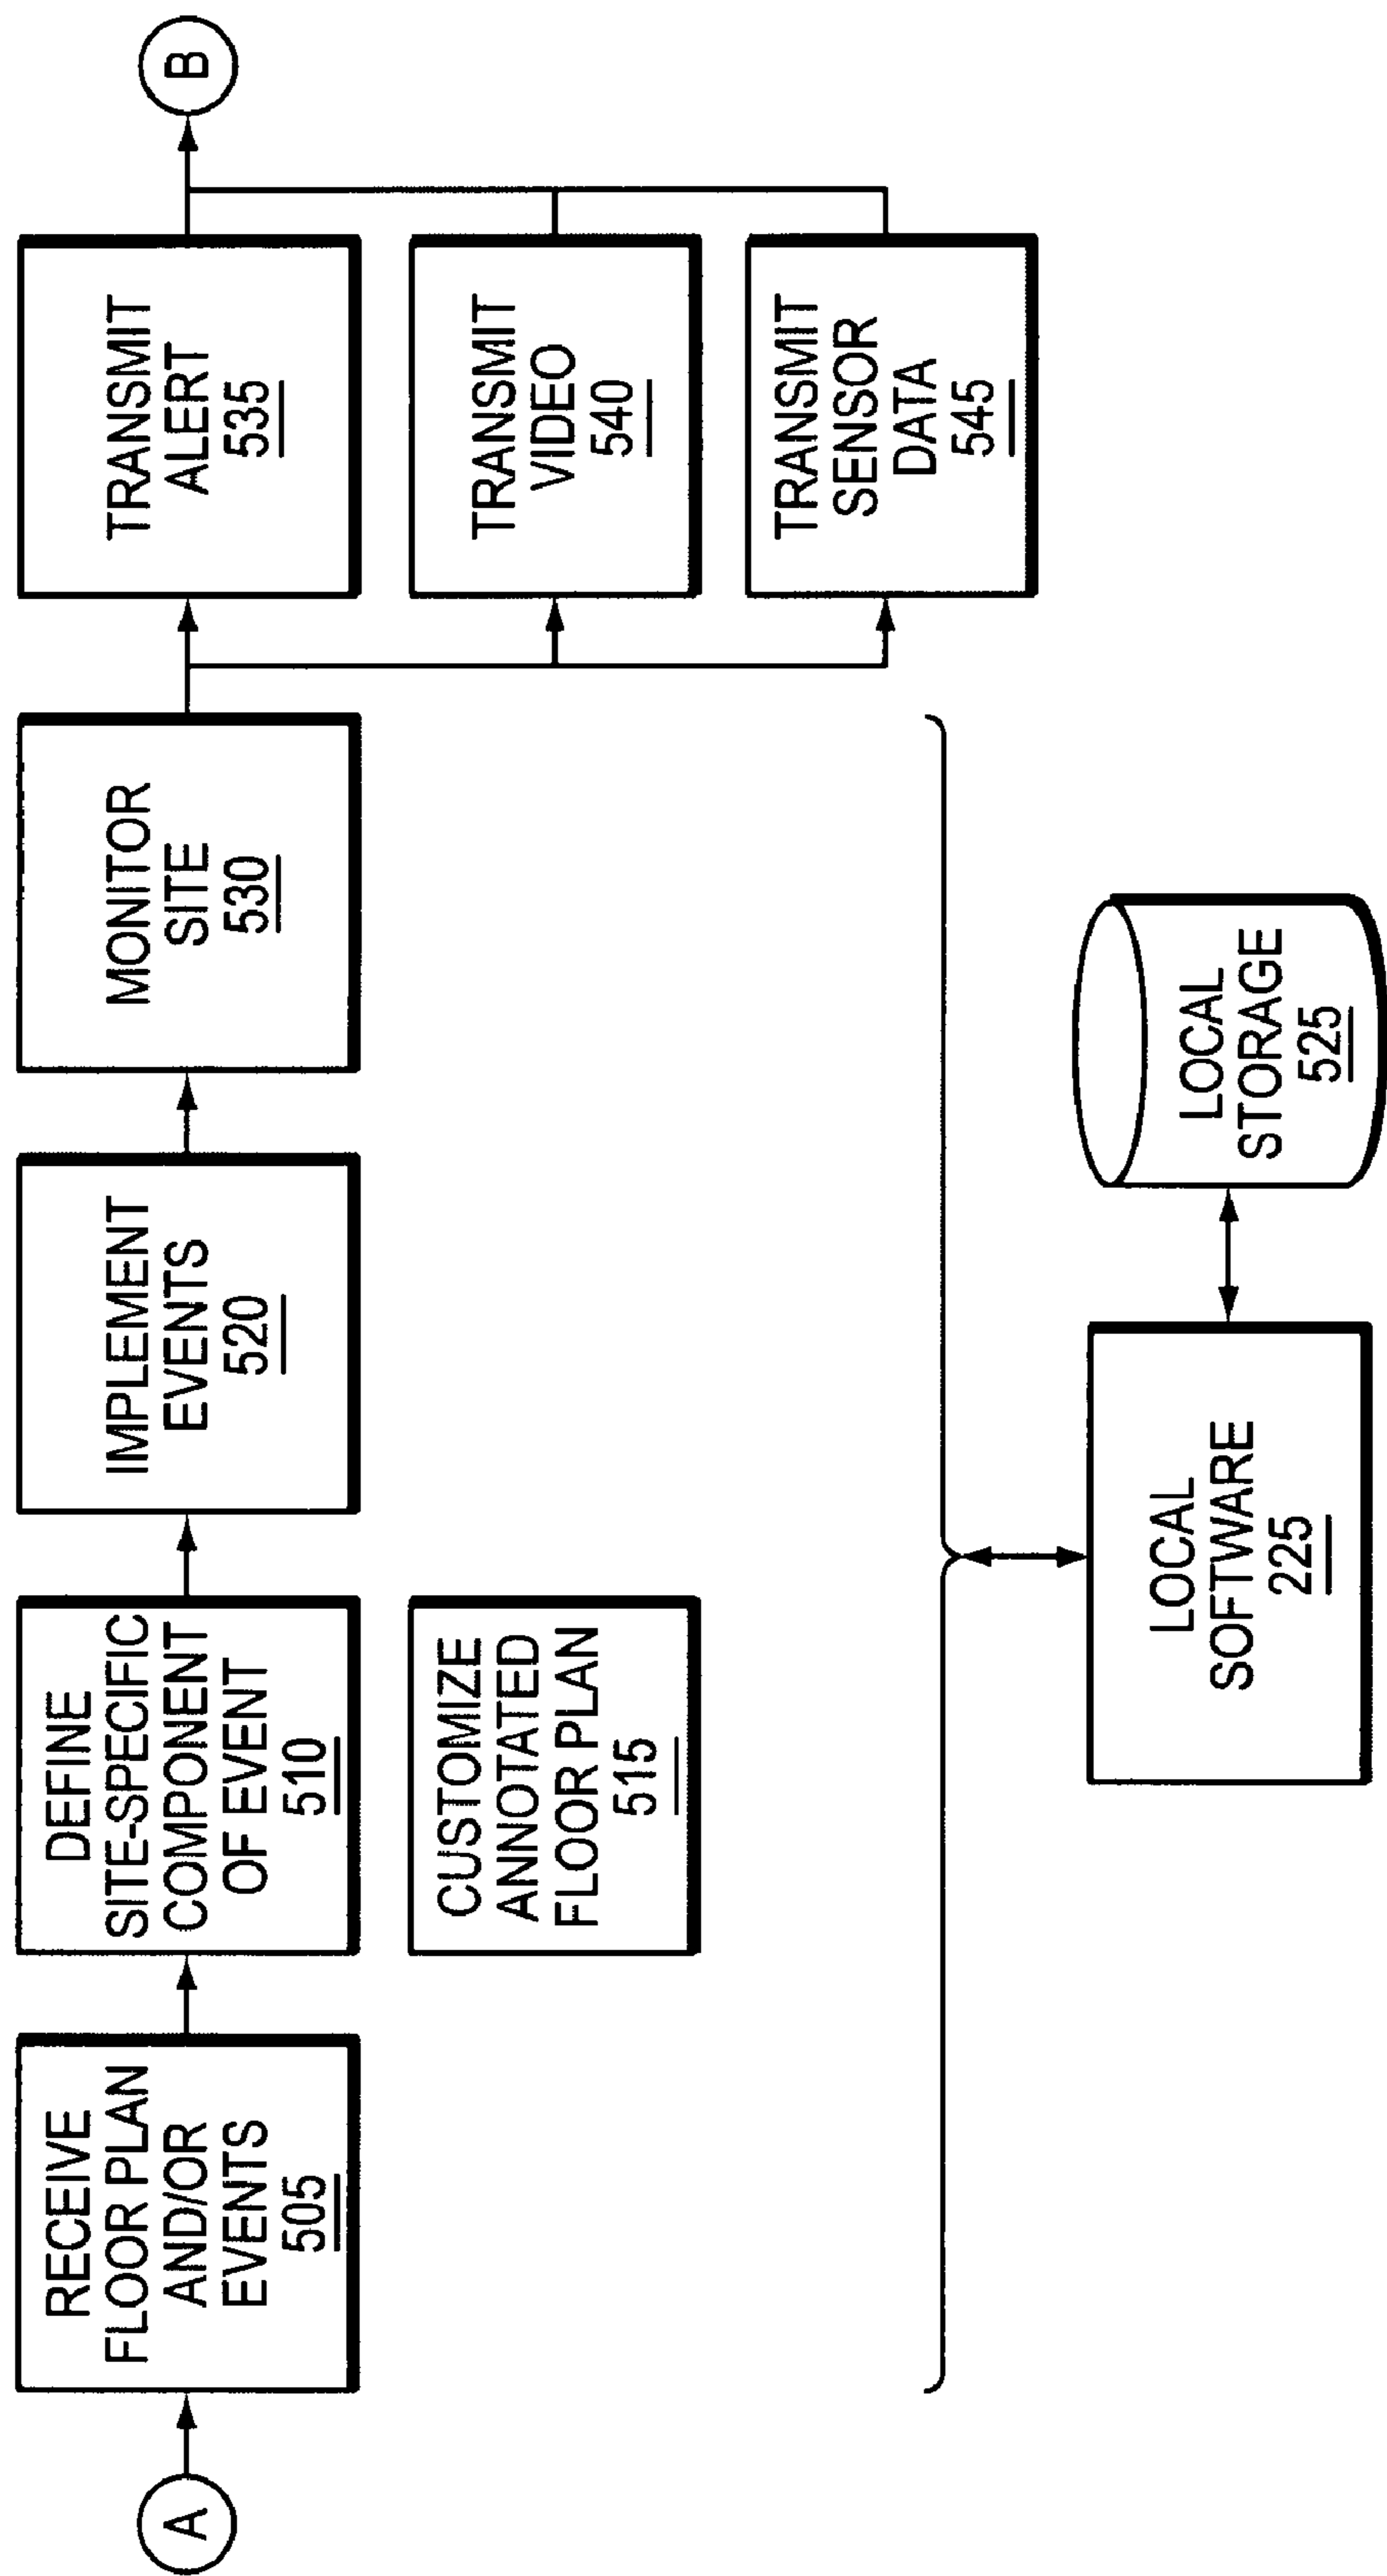 A
RECEIVE
FLOOR PLAN
AND/OR
EVENTS
505
DEFINE
SITE-SPECIFIC
COMPONENT
OF EVENT
510
CUSTOMIZE
ANNOTATED
FLOOR PLAN
515
IMPLEMENT
EVENTS
520
MONITOR
SITE
530
TRANSMIT
ALERT
535
TRANSMIT
VIDEO
540
TRANSMIT
SENSOR
DATA
545
B
LOCAL
SOFTWARE
225
LOCAL
STORAGE
525